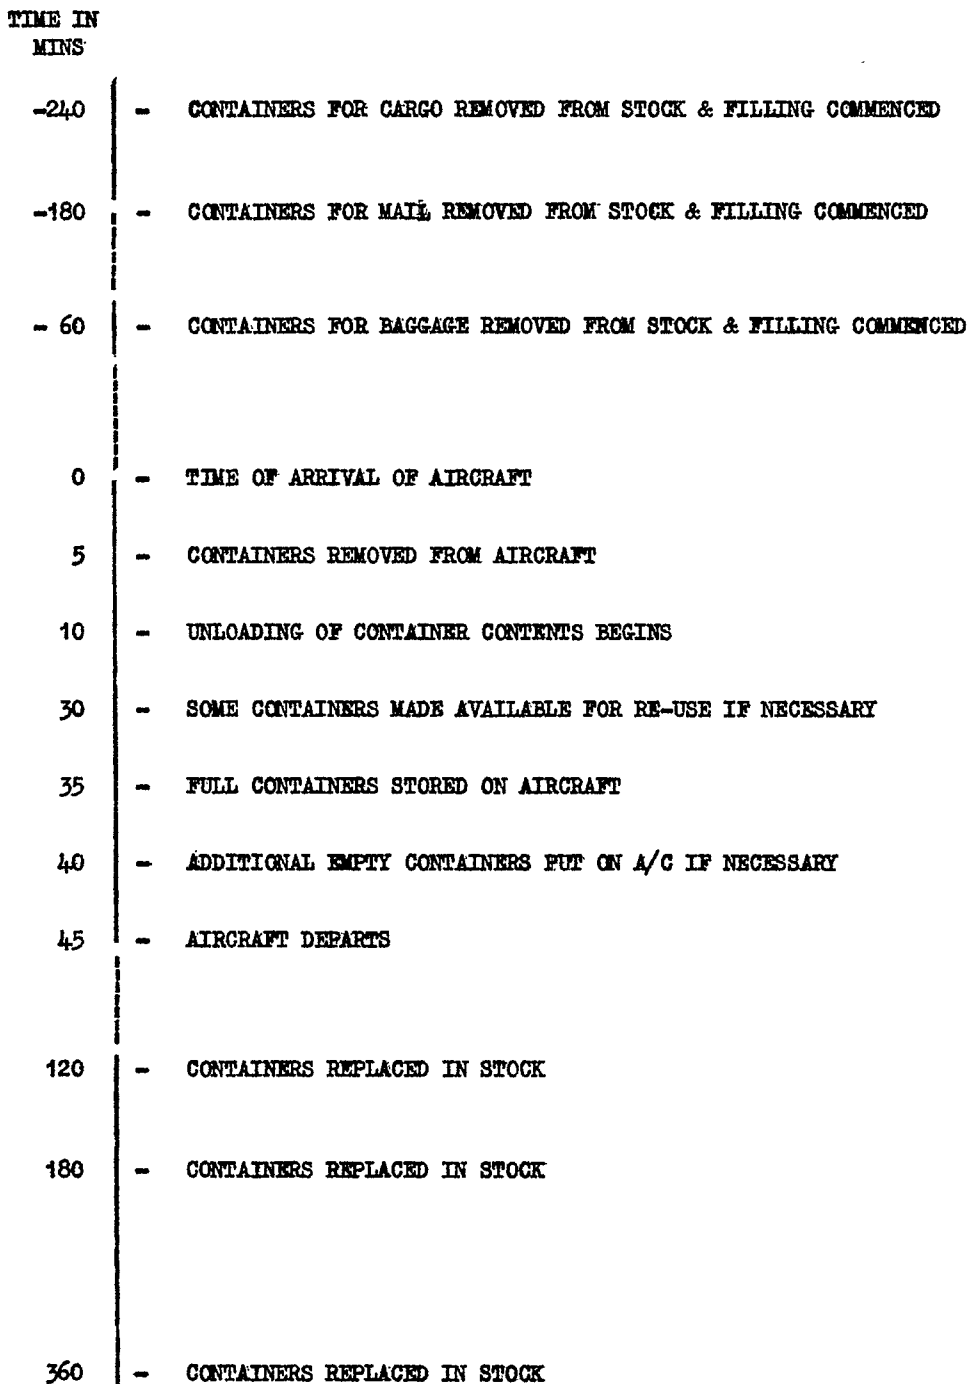 TIME IN
MINS
-240 - CONTAINERS FOR CARGO REMOVED FROM STOCK & FILLING COMMENCED
-180 - CONTAINERS FOR MAIL REMOVED FROM STOCK & FILLING COMMENCED
- 60 - CONTAINERS FOR BAGGAGE REMOVED FROM STOCK & FILLING COMMENCED
0 - TIME OF ARRIVAL OF AIRCRAFT
5 - CONTAINERS REMOVED FROM AIRCRAFT
10 - UNLOADING OF CONTAINER CONTENTS BEGINS
30 - SOME CONTAINERS MADE AVAILABLE FOR RE-USE IF NECESSARY
35 - FULL CONTAINERS STORED ON AIRCRAFT
40 - ADDITIONAL EMPTY CONTAINERS PUT ON A/C IF NECESSARY
45 - AIRCRAFT DEPARTS
120 - CONTAINERS REPLACED IN STOCK
180 - CONTAINERS REPLACED IN STOCK
360 - CONTAINERS REPLACED IN STOCK